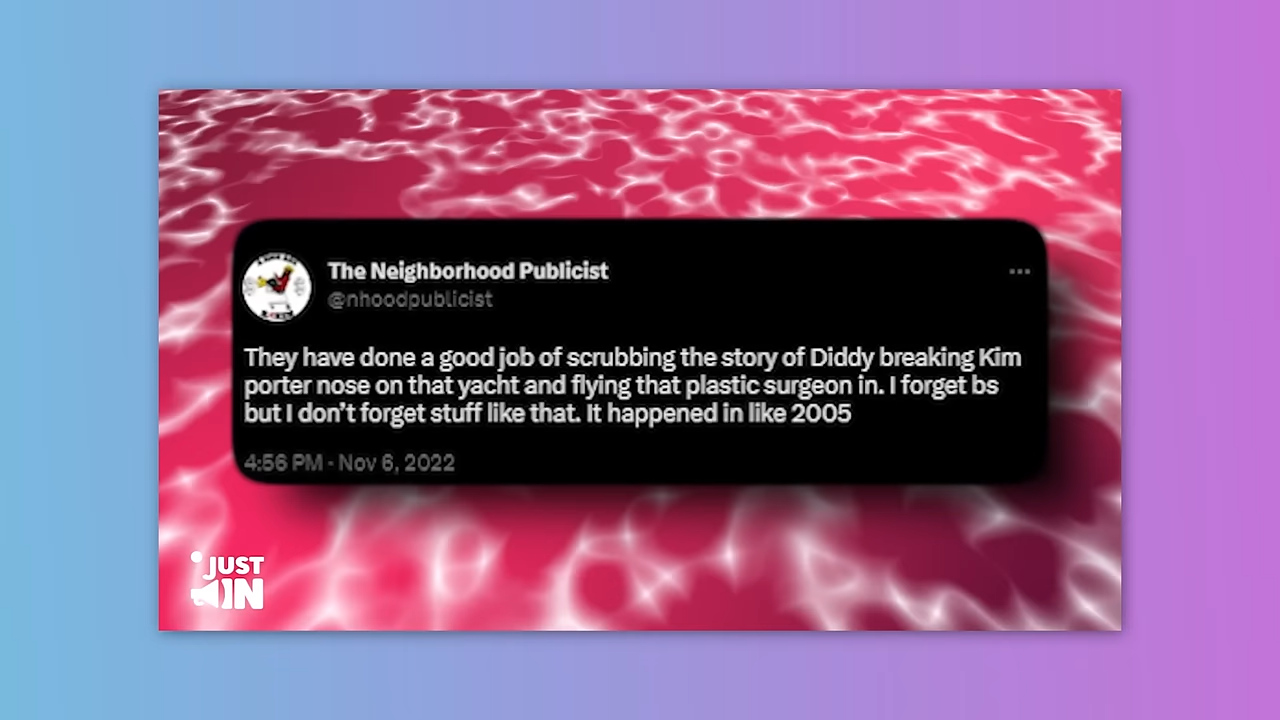 The Neighborhood Publicist
@nhoodpublicist
They have done a good job of scrubbing the story of Diddy breaking Kim
porter nose on that yacht and flying that plastic surgeon in. I forget bs
but I don't forget stuff like that. It happened in like 2005
4:56 PM · Nov 6, 2022
JUST
IN